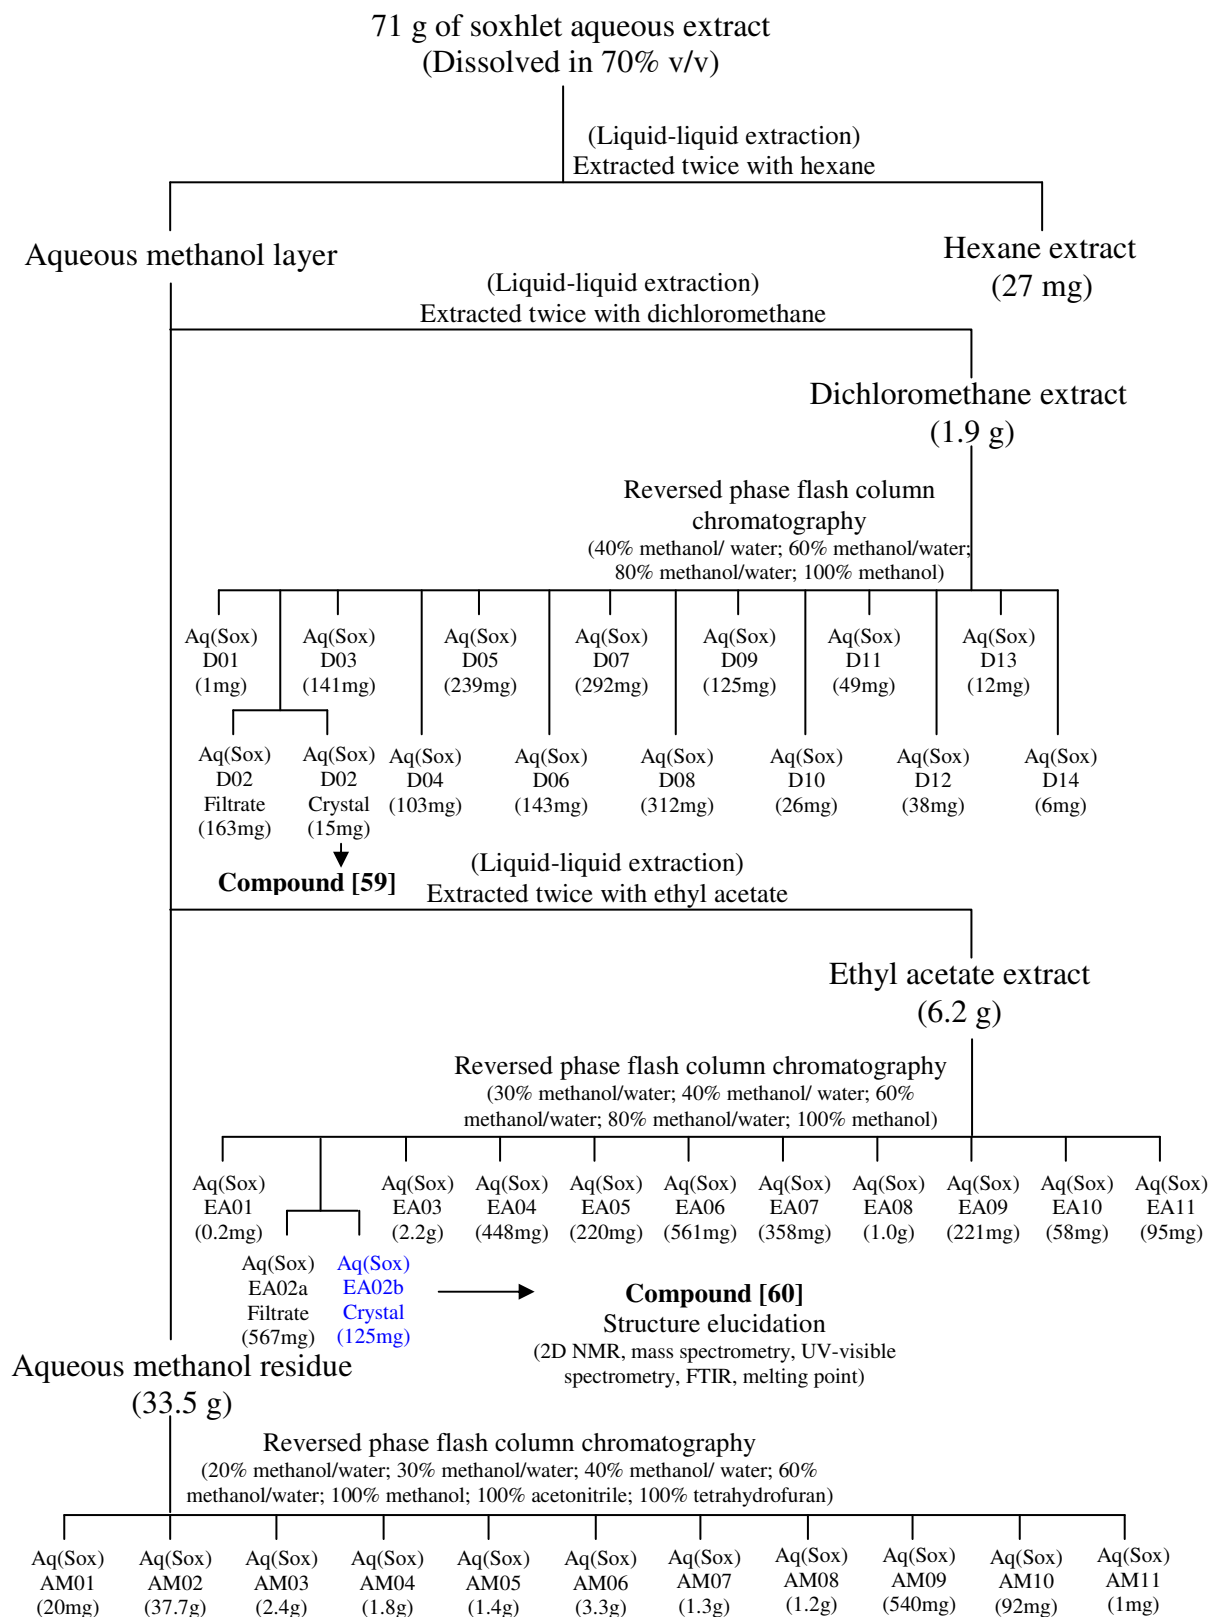 71 g of soxhlet aqueous extract
(Dissolved in 70% v/v)
(Liquid-liquid extraction)
Extracted twice with hexane
Aqueous methanol layer
Hexane extract
(27 mg)
(Liquid-liquid extraction)
Extracted twice with dichloromethane
Dichloromethane extract
(1.9 g)
Reversed phase flash column
chromatography
(40% methanol/ water; 60% methanol/water;
80% methanol/water; 100% methanol)
Aq(Sox)
D01
(1mg)
Aq(Sox)
D03
(141mg)
Aq(Sox)
D05
(239mg)
Aq(Sox)
D07
(292mg)
Aq(Sox)
D09
(125mg)
Aq(Sox)
D11
(49mg)
Aq(Sox)
D13
(12mg)
Aq(Sox)
D02
Filtrate
(163mg)
Aq(Sox)
D02
Crystal
(15mg)
Aq(Sox)
D04
(103mg)
Aq(Sox)
D06
(143mg)
Aq(Sox)
D08
(312mg)
Aq(Sox)
D10
(26mg)
Aq(Sox)
D12
(38mg)
Aq(Sox)
D14
(6mg)
Compound [59]
(Liquid-liquid extraction)
Extracted twice with ethyl acetate
Ethyl acetate extract
(6.2 g)
Reversed phase flash column chromatography
(30% methanol/water; 40% methanol/ water; 60%
methanol/water; 80% methanol/water; 100% methanol)
Aq(Sox)
EA01
(0.2mg)
Aq(Sox)
EA03
(2.2g)
Aq(Sox)
EA04
(448mg)
Aq(Sox)
EA05
(220mg)
Aq(Sox)
EA06
(561mg)
Aq(Sox)
EA07
(358mg)
Aq(Sox)
EA08
(1.0g)
Aq(Sox)
EA09
(221mg)
Aq(Sox)
EA10
(58mg)
Aq(Sox)
EA11
(95mg)
Aq(Sox)
EA02a
Filtrate
(567mg)
Aq(Sox)
EA02b
Crystal
(125mg)
Compound [60]
Structure elucidation
(2D NMR, mass spectrometry, UV-visible
spectrometry, FTIR, melting point)
Aqueous methanol residue
(33.5 g)
Reversed phase flash column chromatography
(20% methanol/water; 30% methanol/water; 40% methanol/ water; 60%
methanol/water; 100% methanol; 100% acetonitrile; 100% tetrahydrofuran)
Aq(Sox)
AM01
(20mg)
Aq(Sox)
AM02
(37.7g)
Aq(Sox)
AM03
(2.4g)
Aq(Sox)
AM04
(1.8g)
Aq(Sox)
AM05
(1.4g)
Aq(Sox)
AM06
(3.3g)
Aq(Sox)
AM07
(1.3g)
Aq(Sox)
AM08
(1.2g)
Aq(Sox)
AM09
(540mg)
Aq(Sox)
AM10
(92mg)
Aq(Sox)
AM11
(1mg)